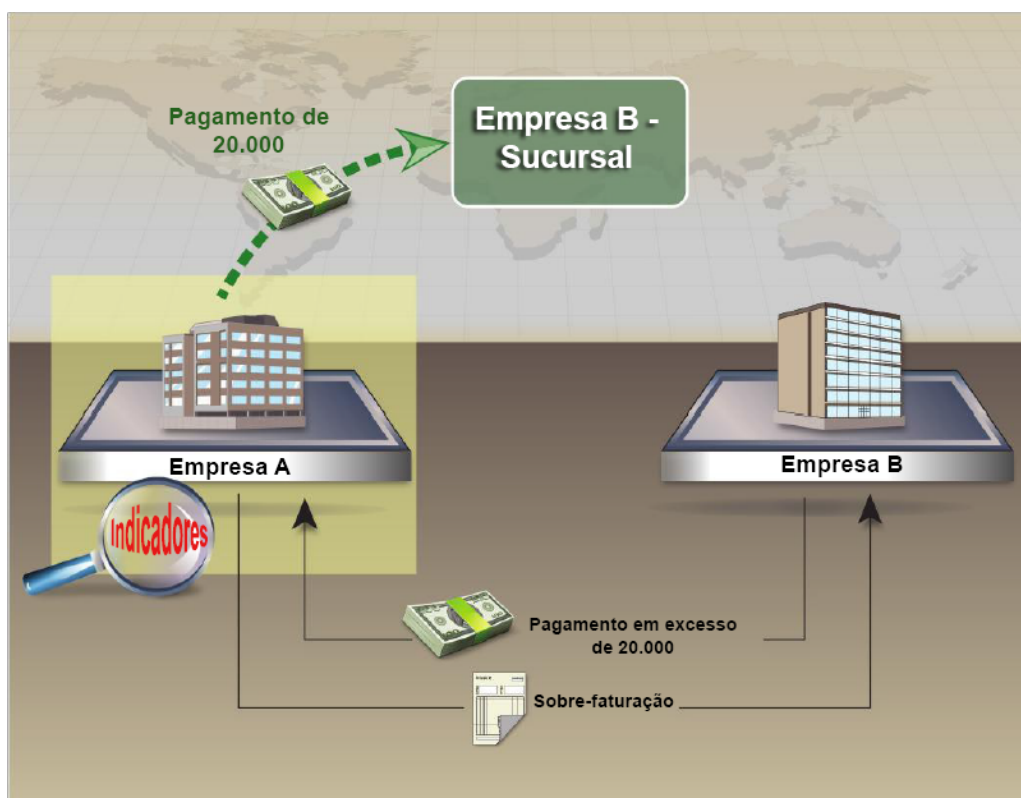 Pagamento de
20.000
Empresa B -
Sucursal
Empresa A
Empresa B
Indicadores
Pagamento em excesso
de 20.000
Sobre-faturação